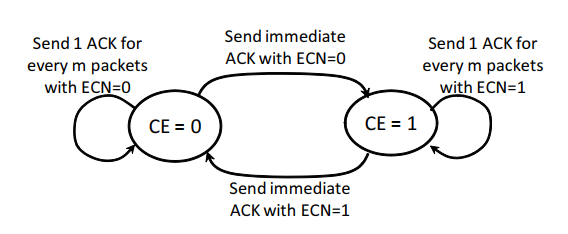 Send 1 ACK for
every m packets
with ECN=0
Send immediate
ACK with ECN=0
Send 1 ACK for
every m packets
with ECN=1
CE = 0
CE = 1
Send immediate
ACK with ECN=1